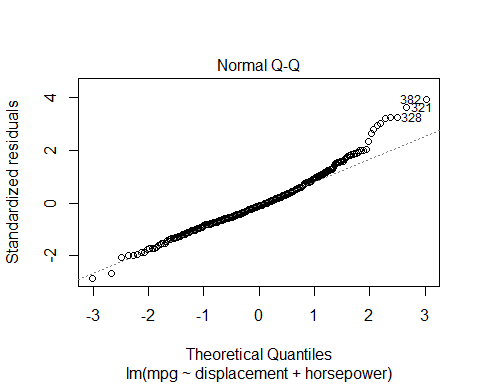 Normal Q-Q
Standardized residuals
4
2
0
-2
382
321
328
-3 -2 -1 0 1 2 3
Theoretical Quantiles
lm(mpg ~ displacement + horsepower)